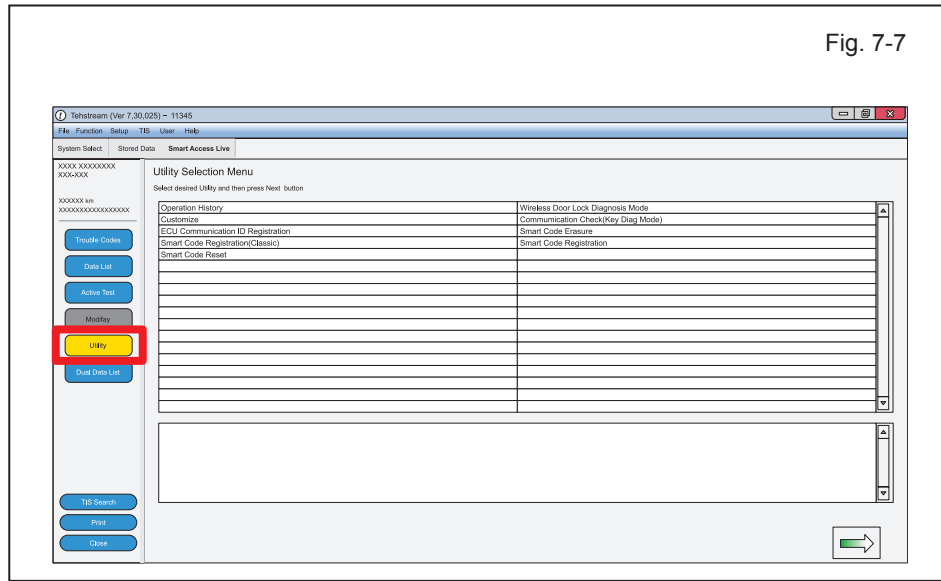 Fig. 7-7
Tehstream (Ver 7,30,025) – 11345
File Function Setup TIS User Help
System Select Stored Data Smart Access Live
XXXX XXXXXXXX
XXX-XXX
XXXXXX km
XXXXXXXXXXXXXXXXX
Trouble Codes
Data List
Active Test
Modifay
Utility
Dual Data List
TIS Search
Print
Close
Utility Selection Menu
Select desired Utility and then press Next button
Operation History Wireless Door Lock Diagnosis Mode
Customize Commumication Check(Key Diag Mode)
ECU Communication ID Registration Smart Code Erasure
Smart Code Registration(Classic) Smart Code Registration
Smart Code Reset